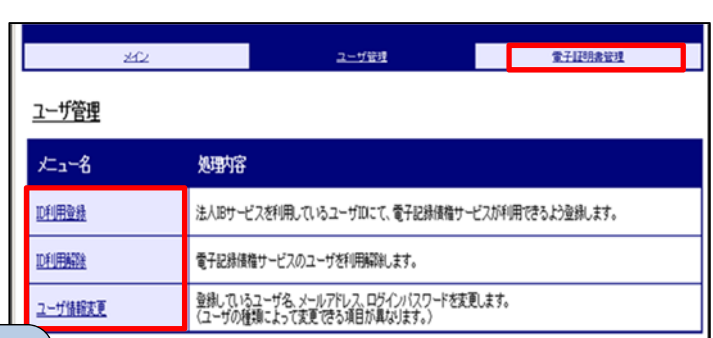 メイン
ユーザ管理
電子証明書管理
ユーザ管理
メニュー名
処理内容
ID利用登録
法人IBサービスを利用しているユーザIDにて、電子記録債権サービスが利用できるよう登録します。
ID利用解除
電子記録債権サービスのユーザを利用解除します。
ユーザ情報変更
登録しているユーザ名、メールアドレス、ログインパスワードを変更します。
(ユーザの種類によって変更できる項目が異なります。)